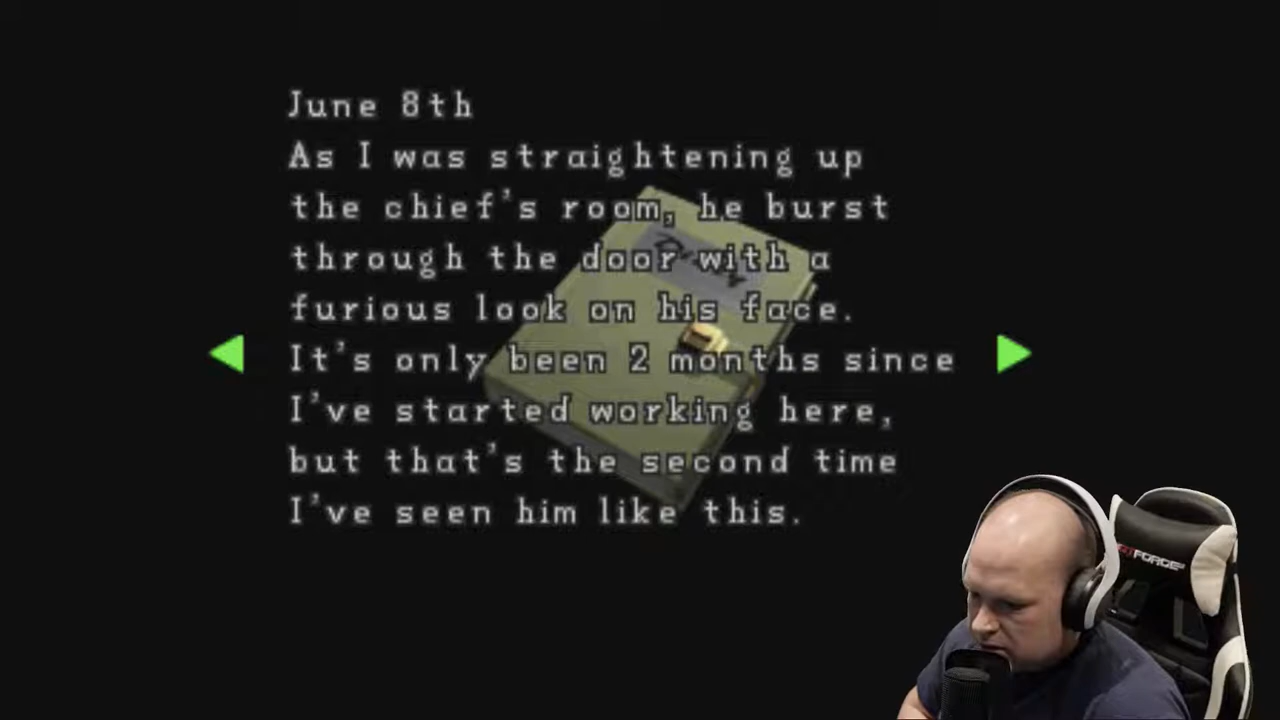 June 8th
As I was straightening up
the chief's room, he burst
through the door with a
furious look on his face.
It's only been 2 months since
I've started working here,
but that's the second time
I've seen him like this.
Diary